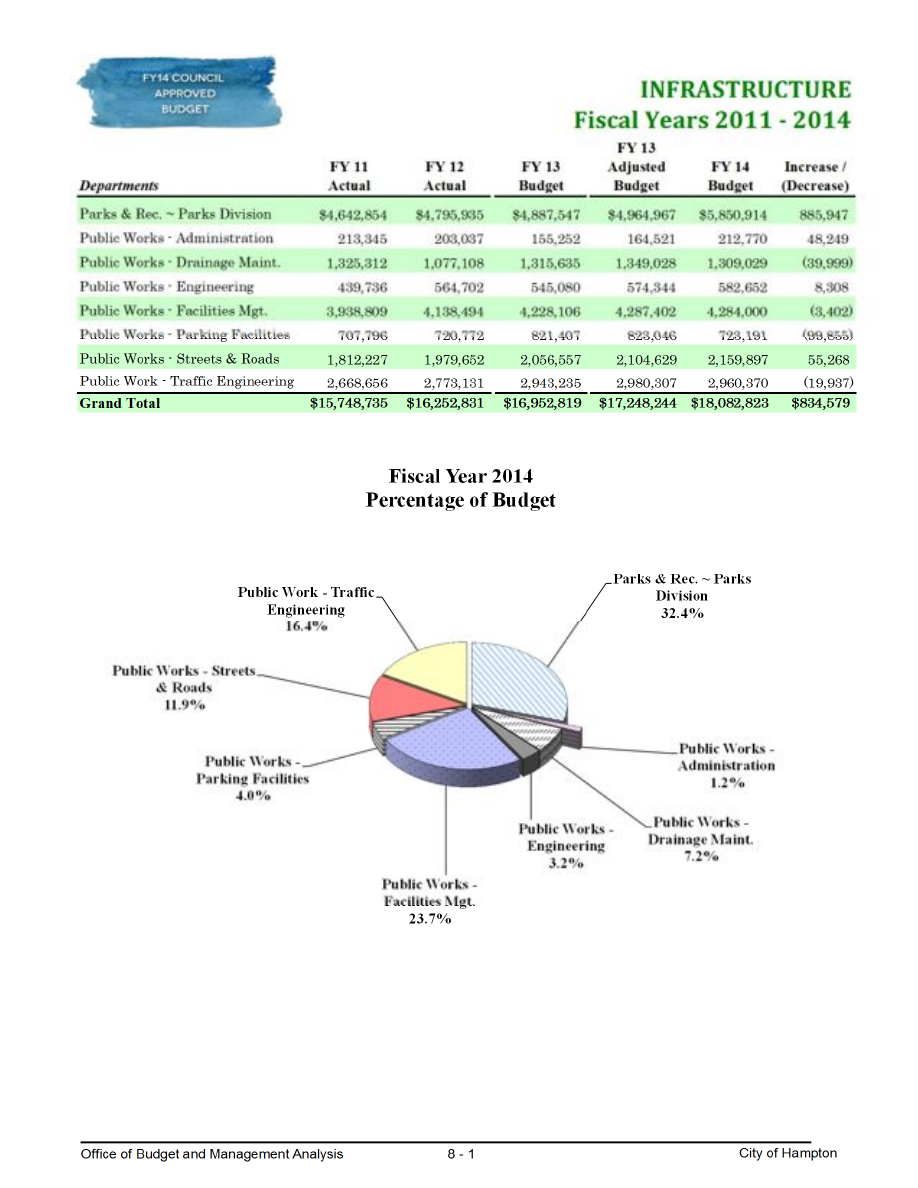 FY14 COUNCIL
APPROVED
BUDGET
INFRASTRUCTURE
Fiscal Years 2011 - 2014
FY 13
FY 11 FY 12 FY 13 Adjusted FY 14 Increase /
Departments Actual Actual Budget Budget Budget (Decrease)
Parks & Rec. ~ Parks Division $4,642,854 $4,795,935 $4,887,547 $4,964,967 $5,850,914 885,947
Public Works - Administration 213,345 203,037 155,252 164,521 212,770 48,249
Public Works - Drainage Maint. 1,325,312 1,077,108 1,315,635 1,349,028 1,309,029 (39,999)
Public Works - Engineering 439,736 564,702 545,080 574,344 582,652 8,308
Public Works - Facilities Mgt. 3,938,809 4,138,494 4,228,106 4,287,402 4,284,000 (3,402)
Public Works - Parking Facilities 707,796 720,772 821,407 823,046 723,191 (99,855)
Public Works - Streets & Roads 1,812,227 1,979,652 2,056,557 2,104,629 2,159,897 55,268
Public Work - Traffic Engineering 2,668,656 2,773,131 2,943,235 2,980,307 2,960,370 (19,937)
Grand Total $15,748,735 $16,252,831 $16,952,819 $17,248,244 $18,082,823 $834,579
Fiscal Year 2014
Percentage of Budget
Parks & Rec. ~ Parks
Division
32.4%
Public Work - Traffic
Engineering
16.4%
Public Works - Streets
& Roads
11.9%
Public Works -
Administration
1.2%
Public Works -
Parking Facilities
4.0%
Public Works -
Drainage Maint.
7.2%
Public Works -
Engineering
3.2%
Public Works -
Facilities Mgt.
23.7%
Office of Budget and Management Analysis 8 - 1 City of Hampton